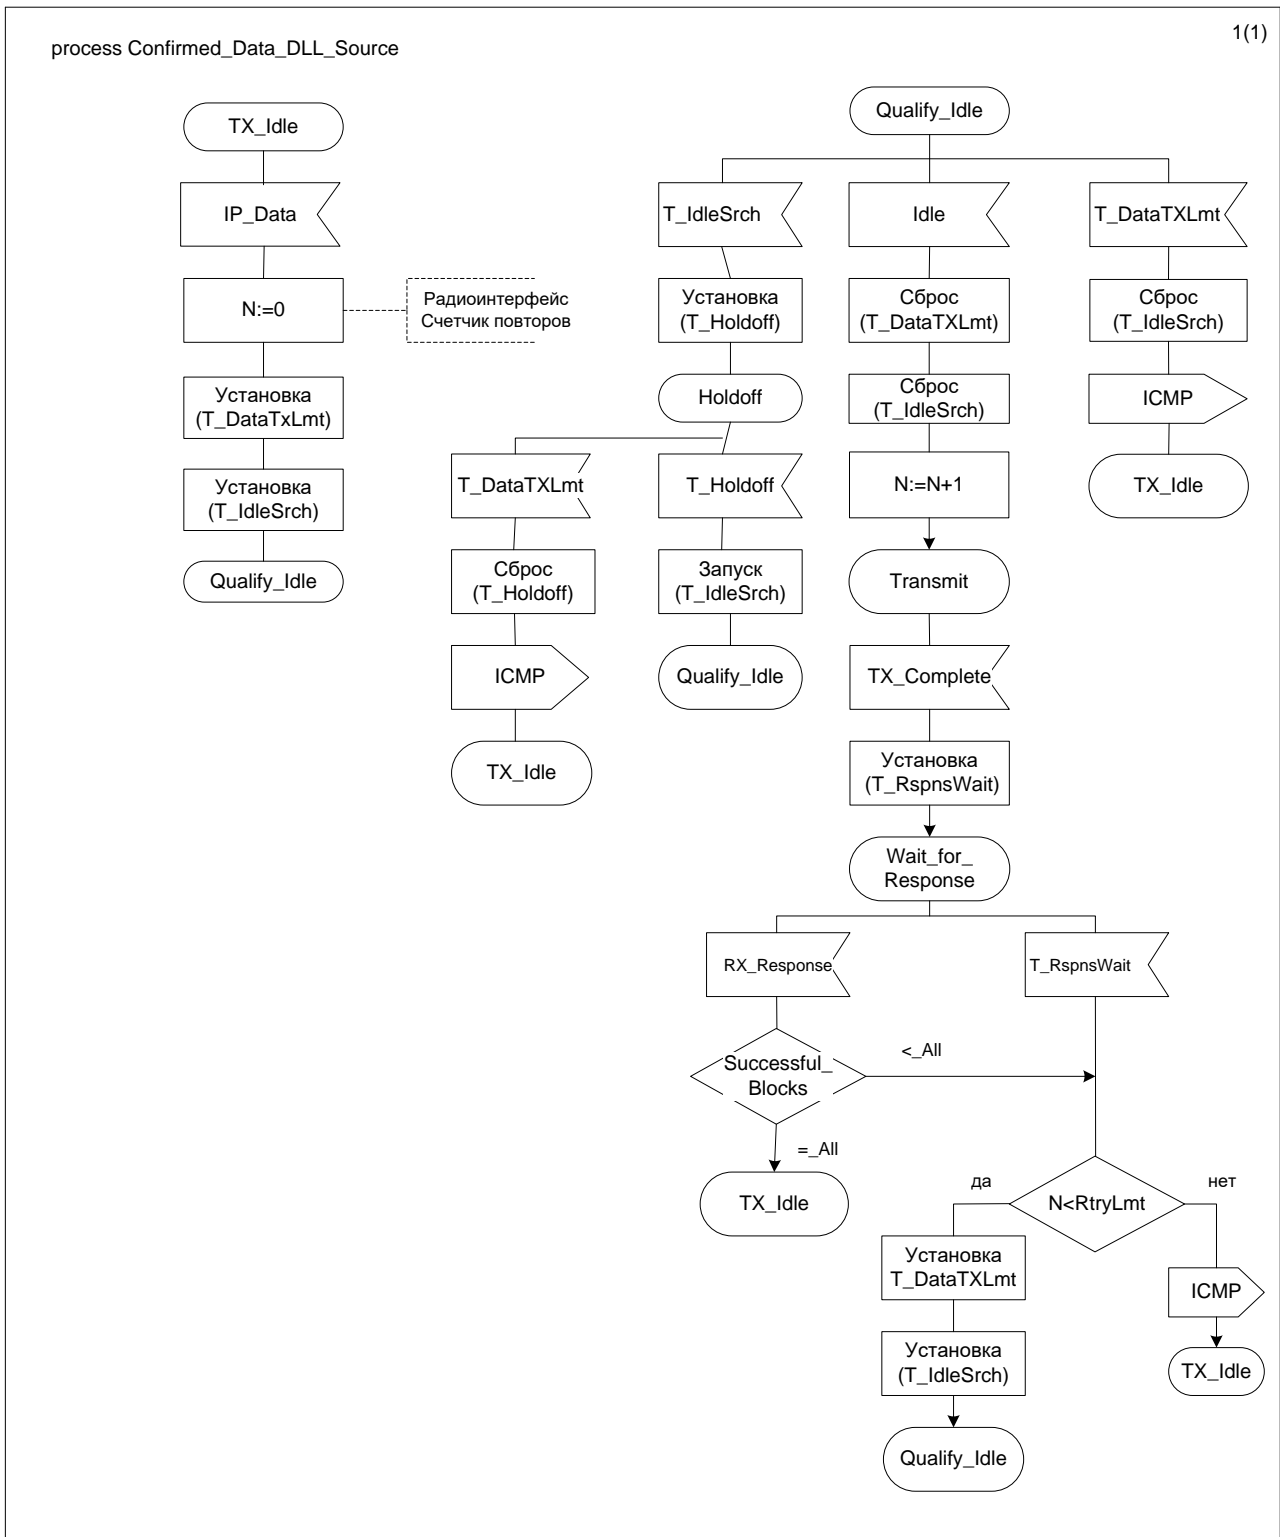 1(1)
process Confirmed_Data_DLL_Source
TX_Idle
IP_Data
N:=0
Радиоинтерфейс
Счетчик повторов
Установка
(T_DataTxLmt)
Установка
(T_IdleSrch)
Qualify_Idle
Qualify_Idle
T_IdleSrch
Idle
T_DataTXLmt
Установка
(T_Holdoff)
Сброс
(T_DataTXLmt)
Сброс
(T_IdleSrch)
Holdoff
Сброс
(T_IdleSrch)
ICMP
T_DataTXLmt
T_Holdoff
N:=N+1
TX_Idle
Сброс
(T_Holdoff)
Запуск
(T_IdleSrch)
Transmit
ICMP
Qualify_Idle
TX_Complete
TX_Idle
Установка
(T_RspnsWait)
Wait_for_
Response
RX_Response
T_RspnsWait
Successful_
Blocks
<_All
=_All
TX_Idle
да
N<RtryLmt
нет
Установка
T_DataTXLmt
ICMP
Установка
(T_IdleSrch)
TX_Idle
Qualify_Idle